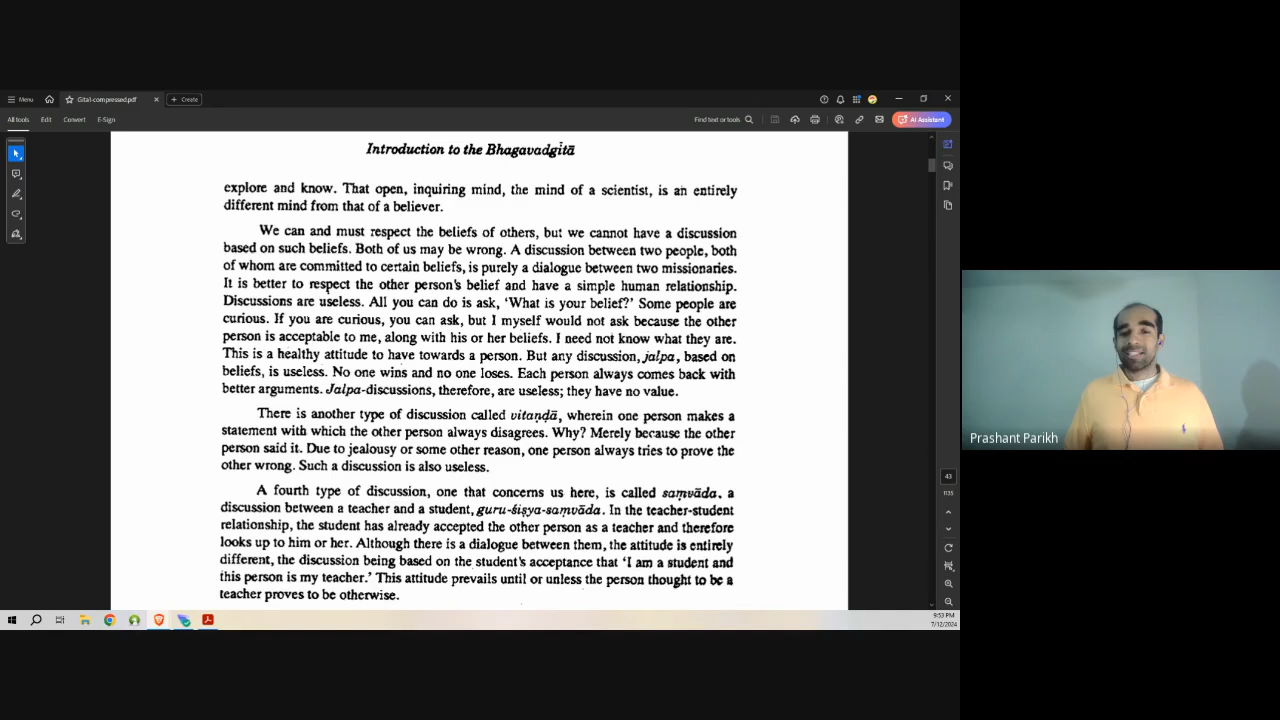 Menu
Gita1-compressed.pdf
Create
All tools
Edit
Convert
E-Sign
Find text or tools
AI Assistant
Introduction to the Bhagavadgītā
explore and know. That open, inquiring mind, the mind of a scientist, is an entirely
different mind from that of a believer.
We can and must respect the beliefs of others, but we cannot have a discussion
based on such beliefs. Both of us may be wrong. A discussion between two people, both
of whom are committed to certain beliefs, is purely a dialogue between two missionaries.
It is better to respect the other person's belief and have a simple human relationship.
Discussions are useless. All you can do is ask, 'What is your belief?' Some people are
curious. If you are curious, you can ask, but I myself would not ask because the other
person is acceptable to me, along with his or her beliefs. I need not know what they are.
This is a healthy attitude to have towards a person. But any discussion, jalpa, based on
beliefs, is useless. No one wins and no one loses. Each person always comes back with
better arguments. Jalpa-discussions, therefore, are useless; they have no value.
There is another type of discussion called vitaṇḍā, wherein one person makes a
statement with which the other person always disagrees. Why? Merely because the other
person said it. Due to jealousy or some other reason, one person always tries to prove the
other wrong. Such a discussion is also useless.
A fourth type of discussion, one that concerns us here, is called saṃvāda, a
discussion between a teacher and a student, guru-śiṣya-saṃvāda. In the teacher-student
relationship, the student has already accepted the other person as a teacher and therefore
looks up to him or her. Although there is a dialogue between them, the attitude is entirely
different, the discussion being based on the student's acceptance that 'I am a student and
this person is my teacher.' This attitude prevails until or unless the person thought to be a
teacher proves to be otherwise.
43
1135
9:53 PM
7/12/2024
Prashant Parikh